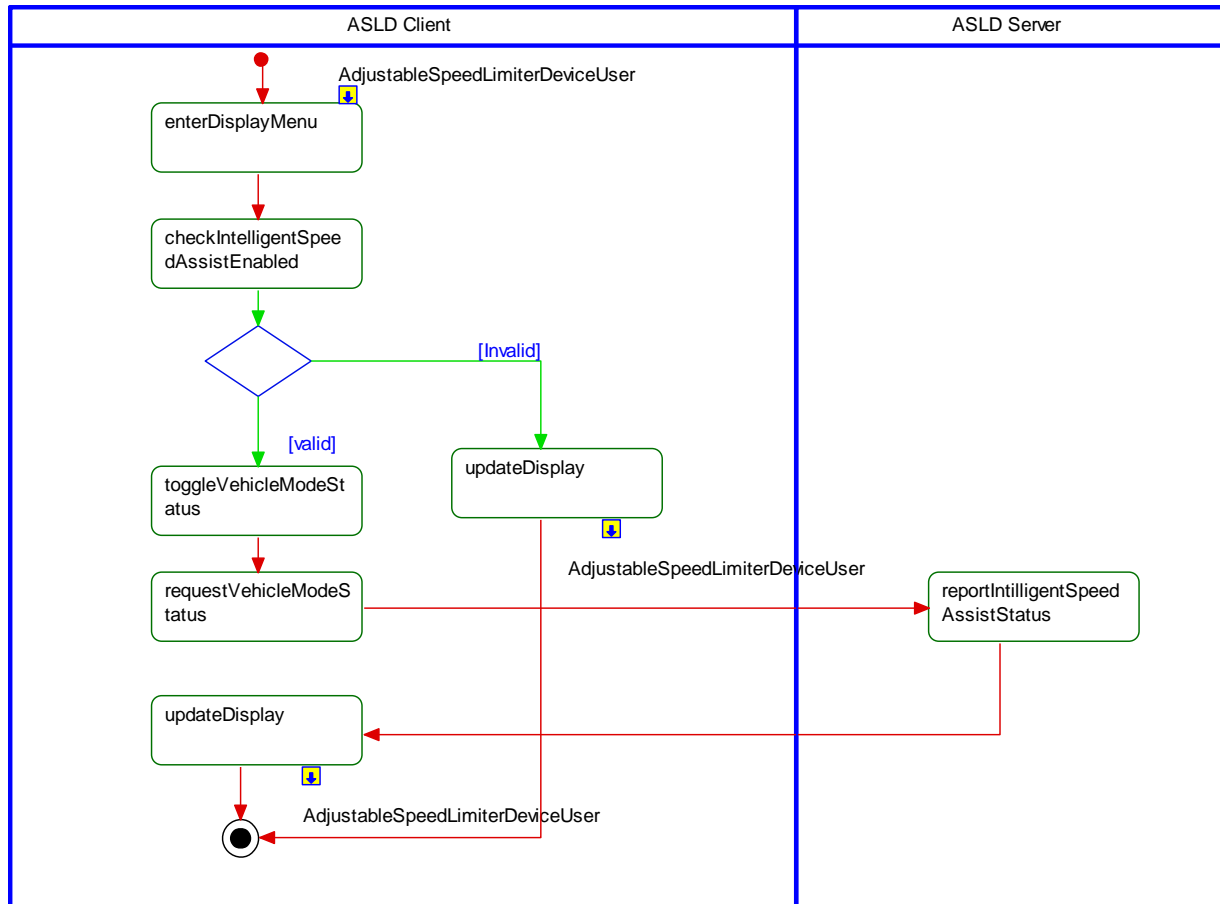 ASLD Client
ASLD Server
AdjustableSpeedLimiterDeviceUser
enterDisplayMenu
checkIntelligentSpee
dAssistEnabled
[Invalid]
[valid]
updateDisplay
toggleVehicleModeSt
atus
AdjustableSpeedLimiterDeviceUser
requestVehicleModeS
tatus
reportIntilligentSpeed
AssistStatus
updateDisplay
AdjustableSpeedLimiterDeviceUser